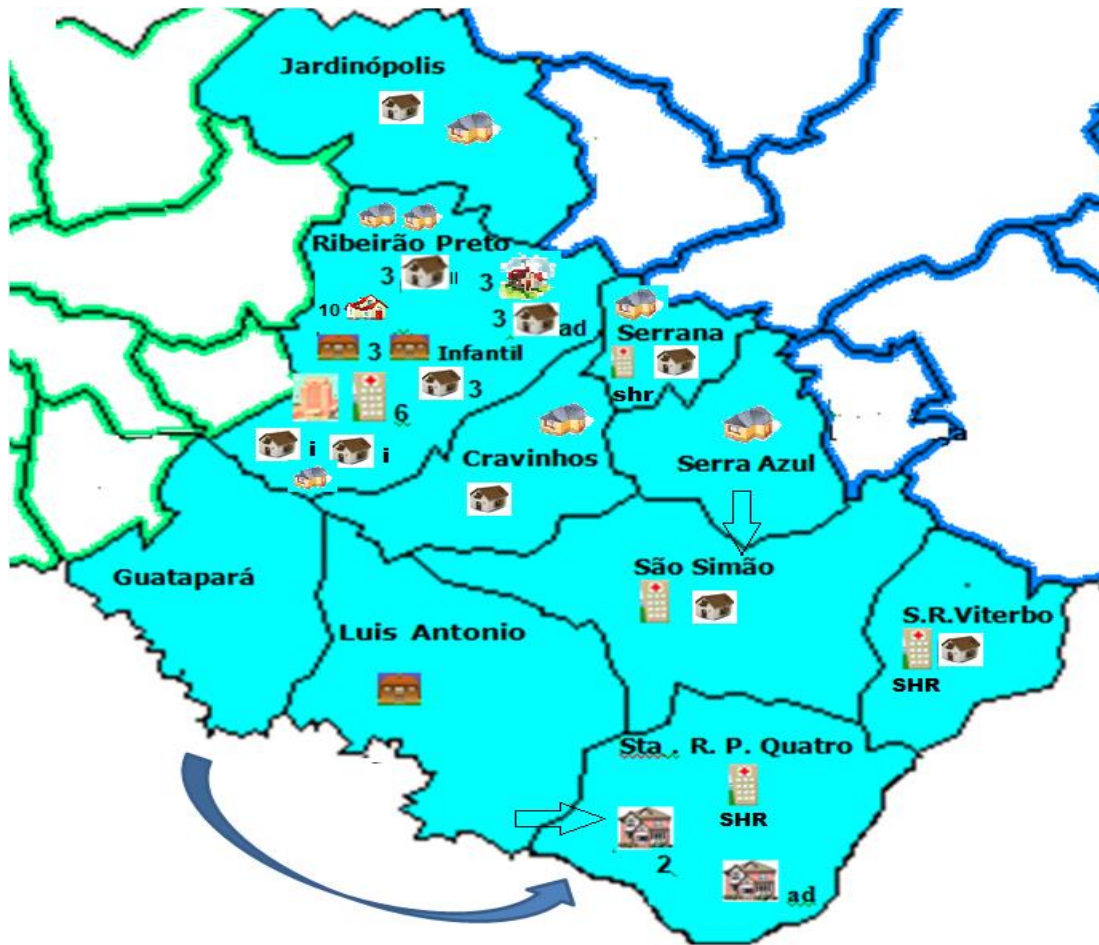 Jardinópolis
Ribeirão Preto
3 II 3
10 3 ad
3 Infantil
3
6
i i
Serrana
shr
Cravinhos
Serra Azul
a
Guatapará
São Simão
Luis Antonio
S.R.Viterbo
SHR
Sta . R. P. Quatro
SHR
2
ad